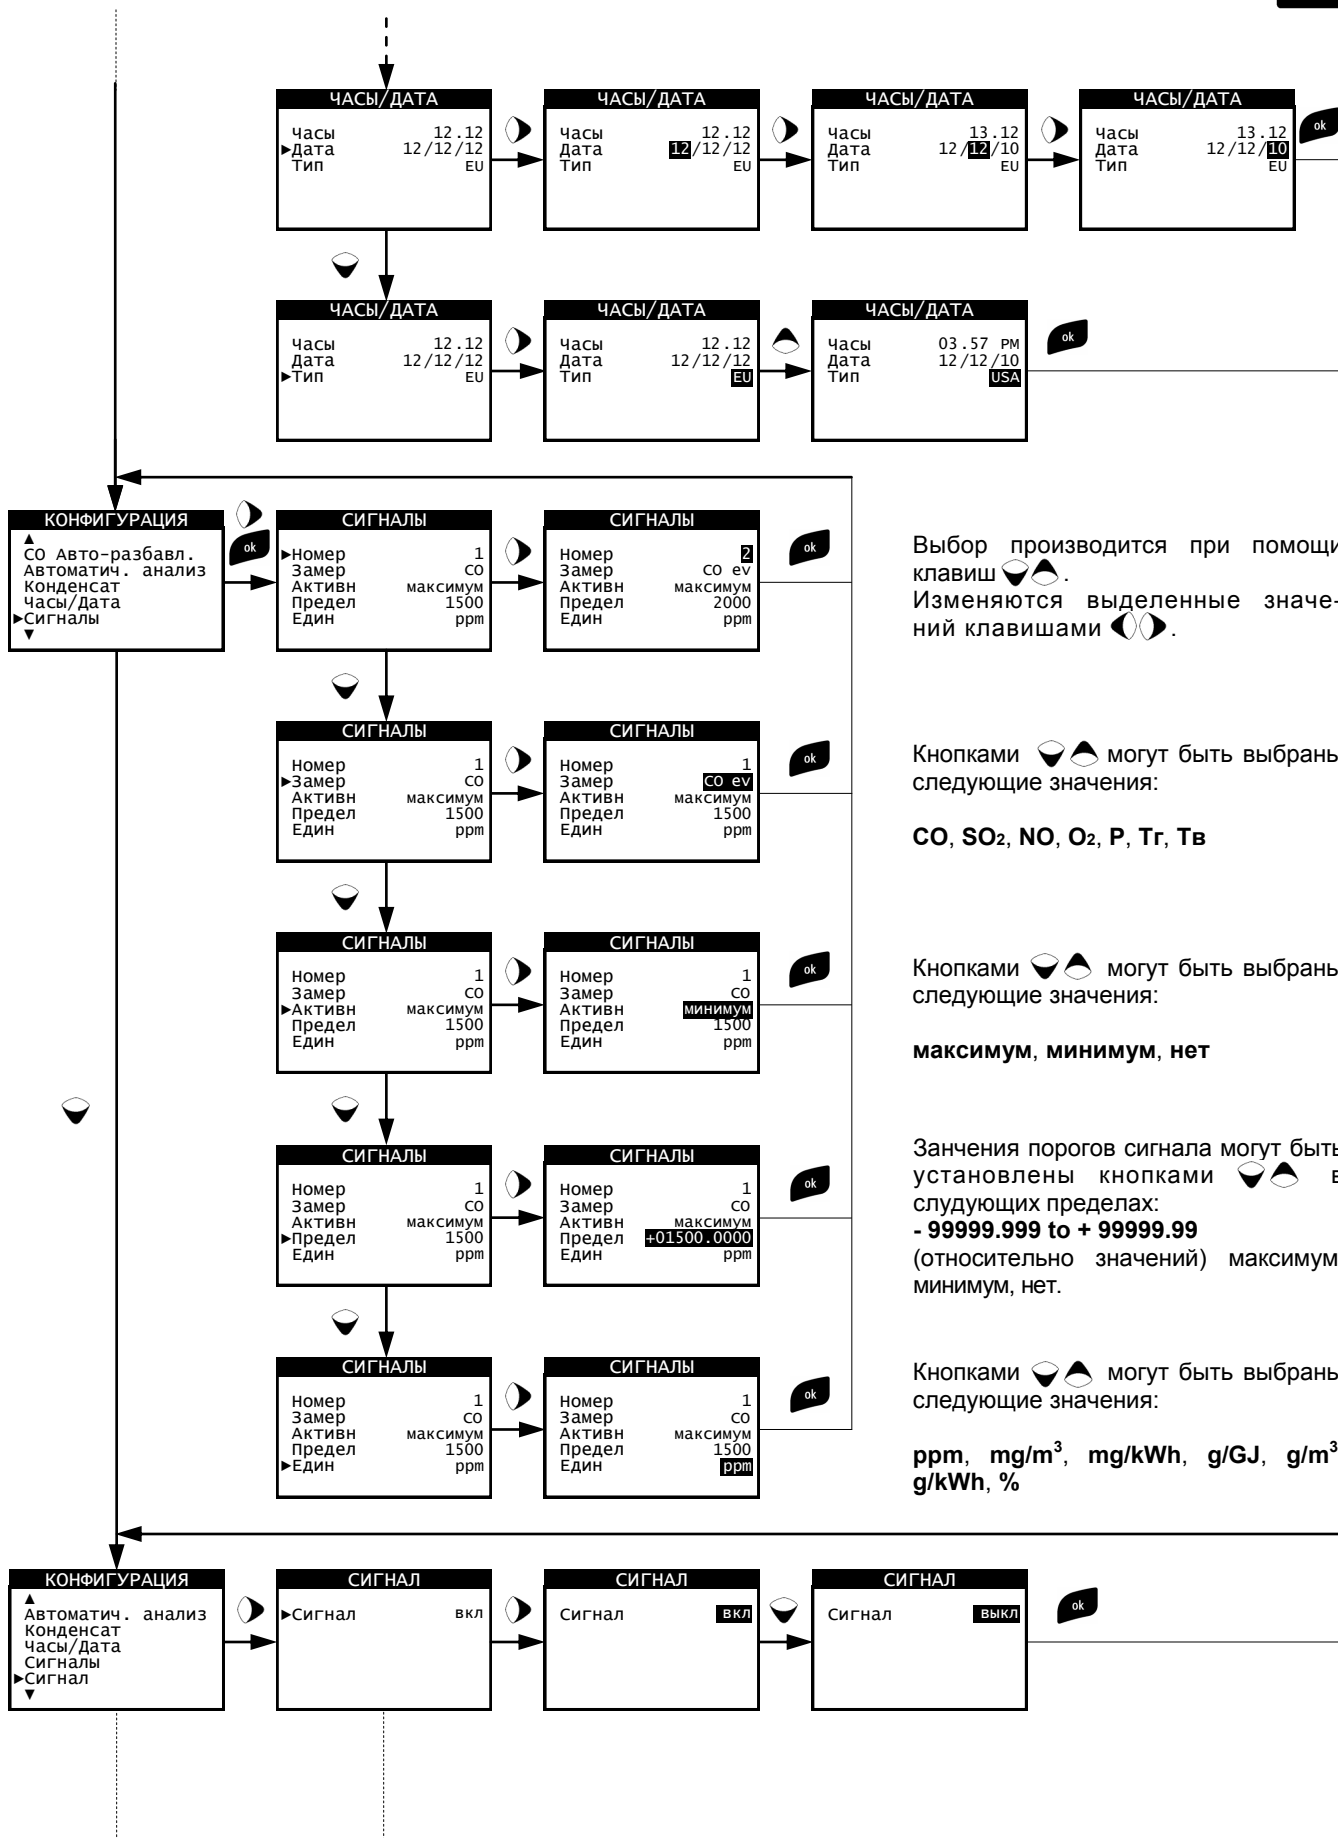 ЧАСЫ/ДАТА
Часы 12.12
▶Дата 12/12/12
Тип EU
ЧАСЫ/ДАТА
Часы 12.12
Дата 12/12/12
Тип EU
ЧАСЫ/ДАТА
Часы 13.12
Дата 12/12/10
Тип EU
ЧАСЫ/ДАТА
Часы 13.12
Дата 12/12/10
Тип EU
ok
ЧАСЫ/ДАТА
Часы 12.12
Дата 12/12/12
▶Тип EU
ЧАСЫ/ДАТА
Часы 12.12
Дата 12/12/12
Тип EU
ЧАСЫ/ДАТА
Часы 03.57 PM
Дата 12/12/10
Тип USA
ok
КОНФИГУРАЦИЯ
▲
СО Авто-разбавл.
Автоматич. анализ
Конденсат
Часы/Дата
▶Сигналы
▼
ok
СИГНАЛЫ
▶Номер 1
Замер CO
Активн максимум
Предел 1500
Един ppm
СИГНАЛЫ
Номер 2
Замер CO ev
Активн максимум
Предел 2000
Един ppm
ok
Выбор производится при помощи
клавиш .
Изменяются выделенные значе-
ний клавишами .
СИГНАЛЫ
Номер 1
▶Замер CO
Активн максимум
Предел 1500
Един ppm
СИГНАЛЫ
Номер 1
Замер CO ev
Активн максимум
Предел 1500
Един ppm
ok
Кнопками могут быть выбраны
следующие значения:
CO, SO2, NO, O2, P, Тг, Тв
СИГНАЛЫ
Номер 1
Замер CO
▶Активн максимум
Предел 1500
Един ppm
СИГНАЛЫ
Номер 1
Замер CO
Активн минимум
Предел 1500
Един ppm
ok
Кнопками могут быть выбраны
следующие значения:
максимум, минимум, нет
СИГНАЛЫ
Номер 1
Замер CO
Активн максимум
▶Предел 1500
Един ppm
СИГНАЛЫ
Номер 1
Замер CO
Активн максимум
Предел +01500.0000
Един ppm
ok
Занчения порогов сигнала могут быть
установлены кнопками в
слудующих пределах:
- 99999.999 to + 99999.99
(относительно значений) максимум
минимум, нет.
СИГНАЛЫ
Номер 1
Замер CO
Активн максимум
Предел 1500
▶Един ppm
СИГНАЛЫ
Номер 1
Замер CO
Активн максимум
Предел 1500
Един ppm
ok
Кнопками могут быть выбраны
следующие значения:
ppm, mg/m³, mg/kWh, g/GJ, g/m³
g/kWh, %
КОНФИГУРАЦИЯ
▲
Автоматич. анализ
Конденсат
Часы/Дата
Сигналы
▶Сигнал
▼
СИГНАЛ
▶Сигнал вкл
СИГНАЛ
Сигнал вкл
СИГНАЛ
Сигнал выкл
ok